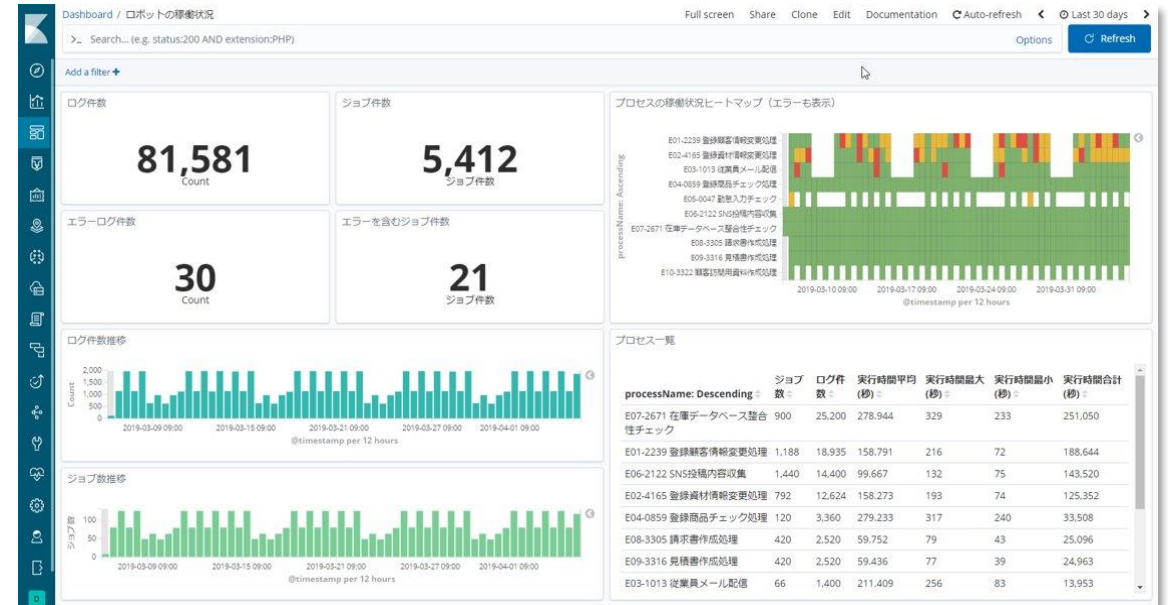 Dashboard / ロボットの稼働状況
Full screen Share Clone Edit Documentation Auto-refresh Last 30 days
>_ Search... (e.g. status:200 AND extension:PHP)
Options Refresh
Add a filter +
ログ件数
81,581
Count
ジョブ件数
5,412
ジョブ件数
エラーログ件数
30
Count
エラーを含むジョブ件数
21
ジョブ件数
プロセスの稼働状況ヒートマップ（エラーも表示）
processName: Ascending
E01-2239 登録顧客情報変更処理
E02-4165 登録資材情報変更処理
E03-1013 従業員メール配信
E04-0859 登録商品チェック処理
E05-0047 勤怠入力チェック
E06-2122 SNS投稿内容収集
E07-2671 在庫データベース整合性チェック
E08-3305 請求書作成処理
E09-3316 見積書作成処理
E10-3322 顧客訪問用資料作成処理
2019-03-10 09:00 2019-03-17 09:00 2019-03-24 09:00 2019-03-31 09:00
@timestamp per 12 hours
ログ件数推移
Count
2,000
1,500
1,000
500
0
2019-03-09 09:00 2019-03-15 09:00 2019-03-21 09:00 2019-03-27 09:00 2019-04-01 09:00
@timestamp per 12 hours
ジョブ数推移
ジョブ数
100
50
0
2019-03-09 09:00 2019-03-15 09:00 2019-03-21 09:00 2019-03-27 09:00 2019-04-01 09:00
@timestamp per 12 hours
プロセス一覧
processName: Descending ジョブ数 ログ件数 実行時間平均(秒) 実行時間最大(秒) 実行時間最小(秒) 実行時間合計(秒)
E07-2671 在庫データベース整合性チェック 900 25,200 278.944 329 233 251,050
E01-2239 登録顧客情報変更処理 1,188 18,935 158.791 216 72 188,644
E06-2122 SNS投稿内容収集 1,440 14,400 99.667 132 75 143,520
E02-4165 登録資材情報変更処理 792 12,624 158.273 193 74 125,352
E04-0859 登録商品チェック処理 120 3,360 279.233 317 240 33,508
E08-3305 請求書作成処理 420 2,520 59.752 79 43 25,096
E09-3316 見積書作成処理 420 2,520 59.436 77 39 24,963
E03-1013 従業員メール配信 66 1,400 211.409 256 83 13,953
D